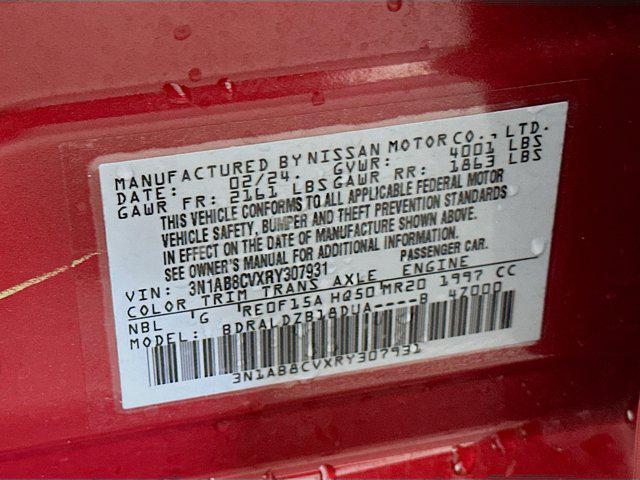 MANUFACTURED BY NISSAN MOTOR CO., LTD.
DATE: 02/24. GVWR: 4001 LBS
GAWR FR: 2161 LBS GAWR RR: 1863 LBS
THIS VEHICLE CONFORMS TO ALL APPLICABLE FEDERAL MOTOR
VEHICLE SAFETY, BUMPER AND THEFT PREVENTION STANDARDS
IN EFFECT ON THE DATE OF MANUFACTURE SHOWN ABOVE.
SEE OWNER'S MANUAL FOR ADDITIONAL INFORMATION.
VIN: 3N1AB8CVXRY307931 PASSENGER CAR.
COLOR TRIM TRANS AXLE ENGINE
NBL G RE0F15A HQ50 MR20 1997 CC
MODEL: BDRALDZB18DUA----B 47000
3N1AB8CVXRY307931